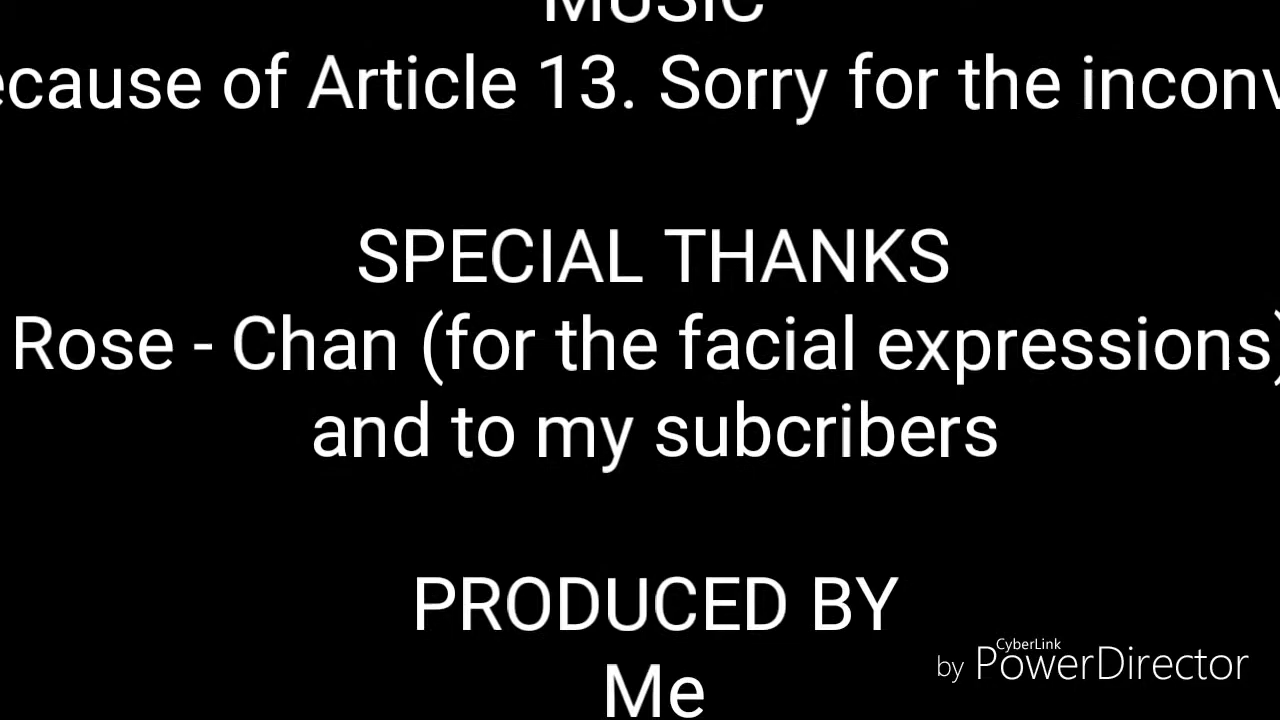 MUSIC
ecause of Article 13. Sorry for the inconv
SPECIAL THANKS
Rose - Chan (for the facial expressions)
and to my subcribers
PRODUCED BY
Me
CyberLink
by PowerDirector